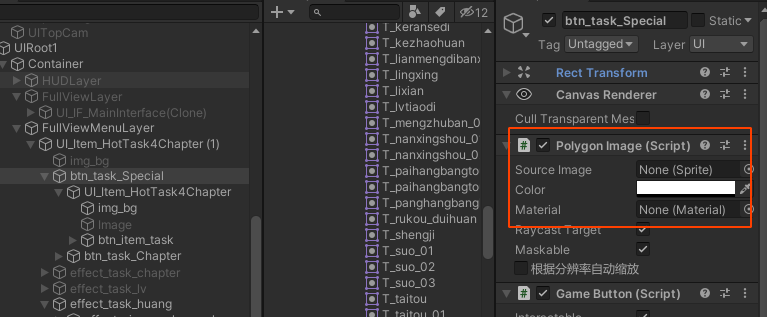 UITopCam
UIRoot1
Container
HUDLayer
FullViewLayer
UI_IF_MainInterface(Clone)
FullViewMenuLayer
UI_Item_HotTask4Chapter (1)
img_bg
btn_task_Special
UI_Item_HotTask4Chapter
img_bg
Image
btn_item_task
btn_task_Chapter
effect_task_chapter
effect_task_lv
effect_task_huang
12
T_keransedi
T_kezhaohuan
T_lianmengdibanx
T_lingxing
T_lixian
T_lvtiaodi
T_mengzhuban_0
T_nanxingshou_01
T_nanxingshou_0
T_paihangbangto
T_paihangbangto
T_panghangbang
T_rukou_duihuan
T_shengji
T_suo_01
T_suo_02
T_suo_03
T_taitou
T_taitou_01
btn_task_Special
Static
Tag Untagged Layer UI
Rect Transform
Canvas Renderer
Cull Transparent Mes
Polygon Image (Script)
Source Image None (Sprite)
Color
Material None (Material)
Raycast Target
Maskable
根据分辨率自动缩放
Game Button (Script)
Interactable